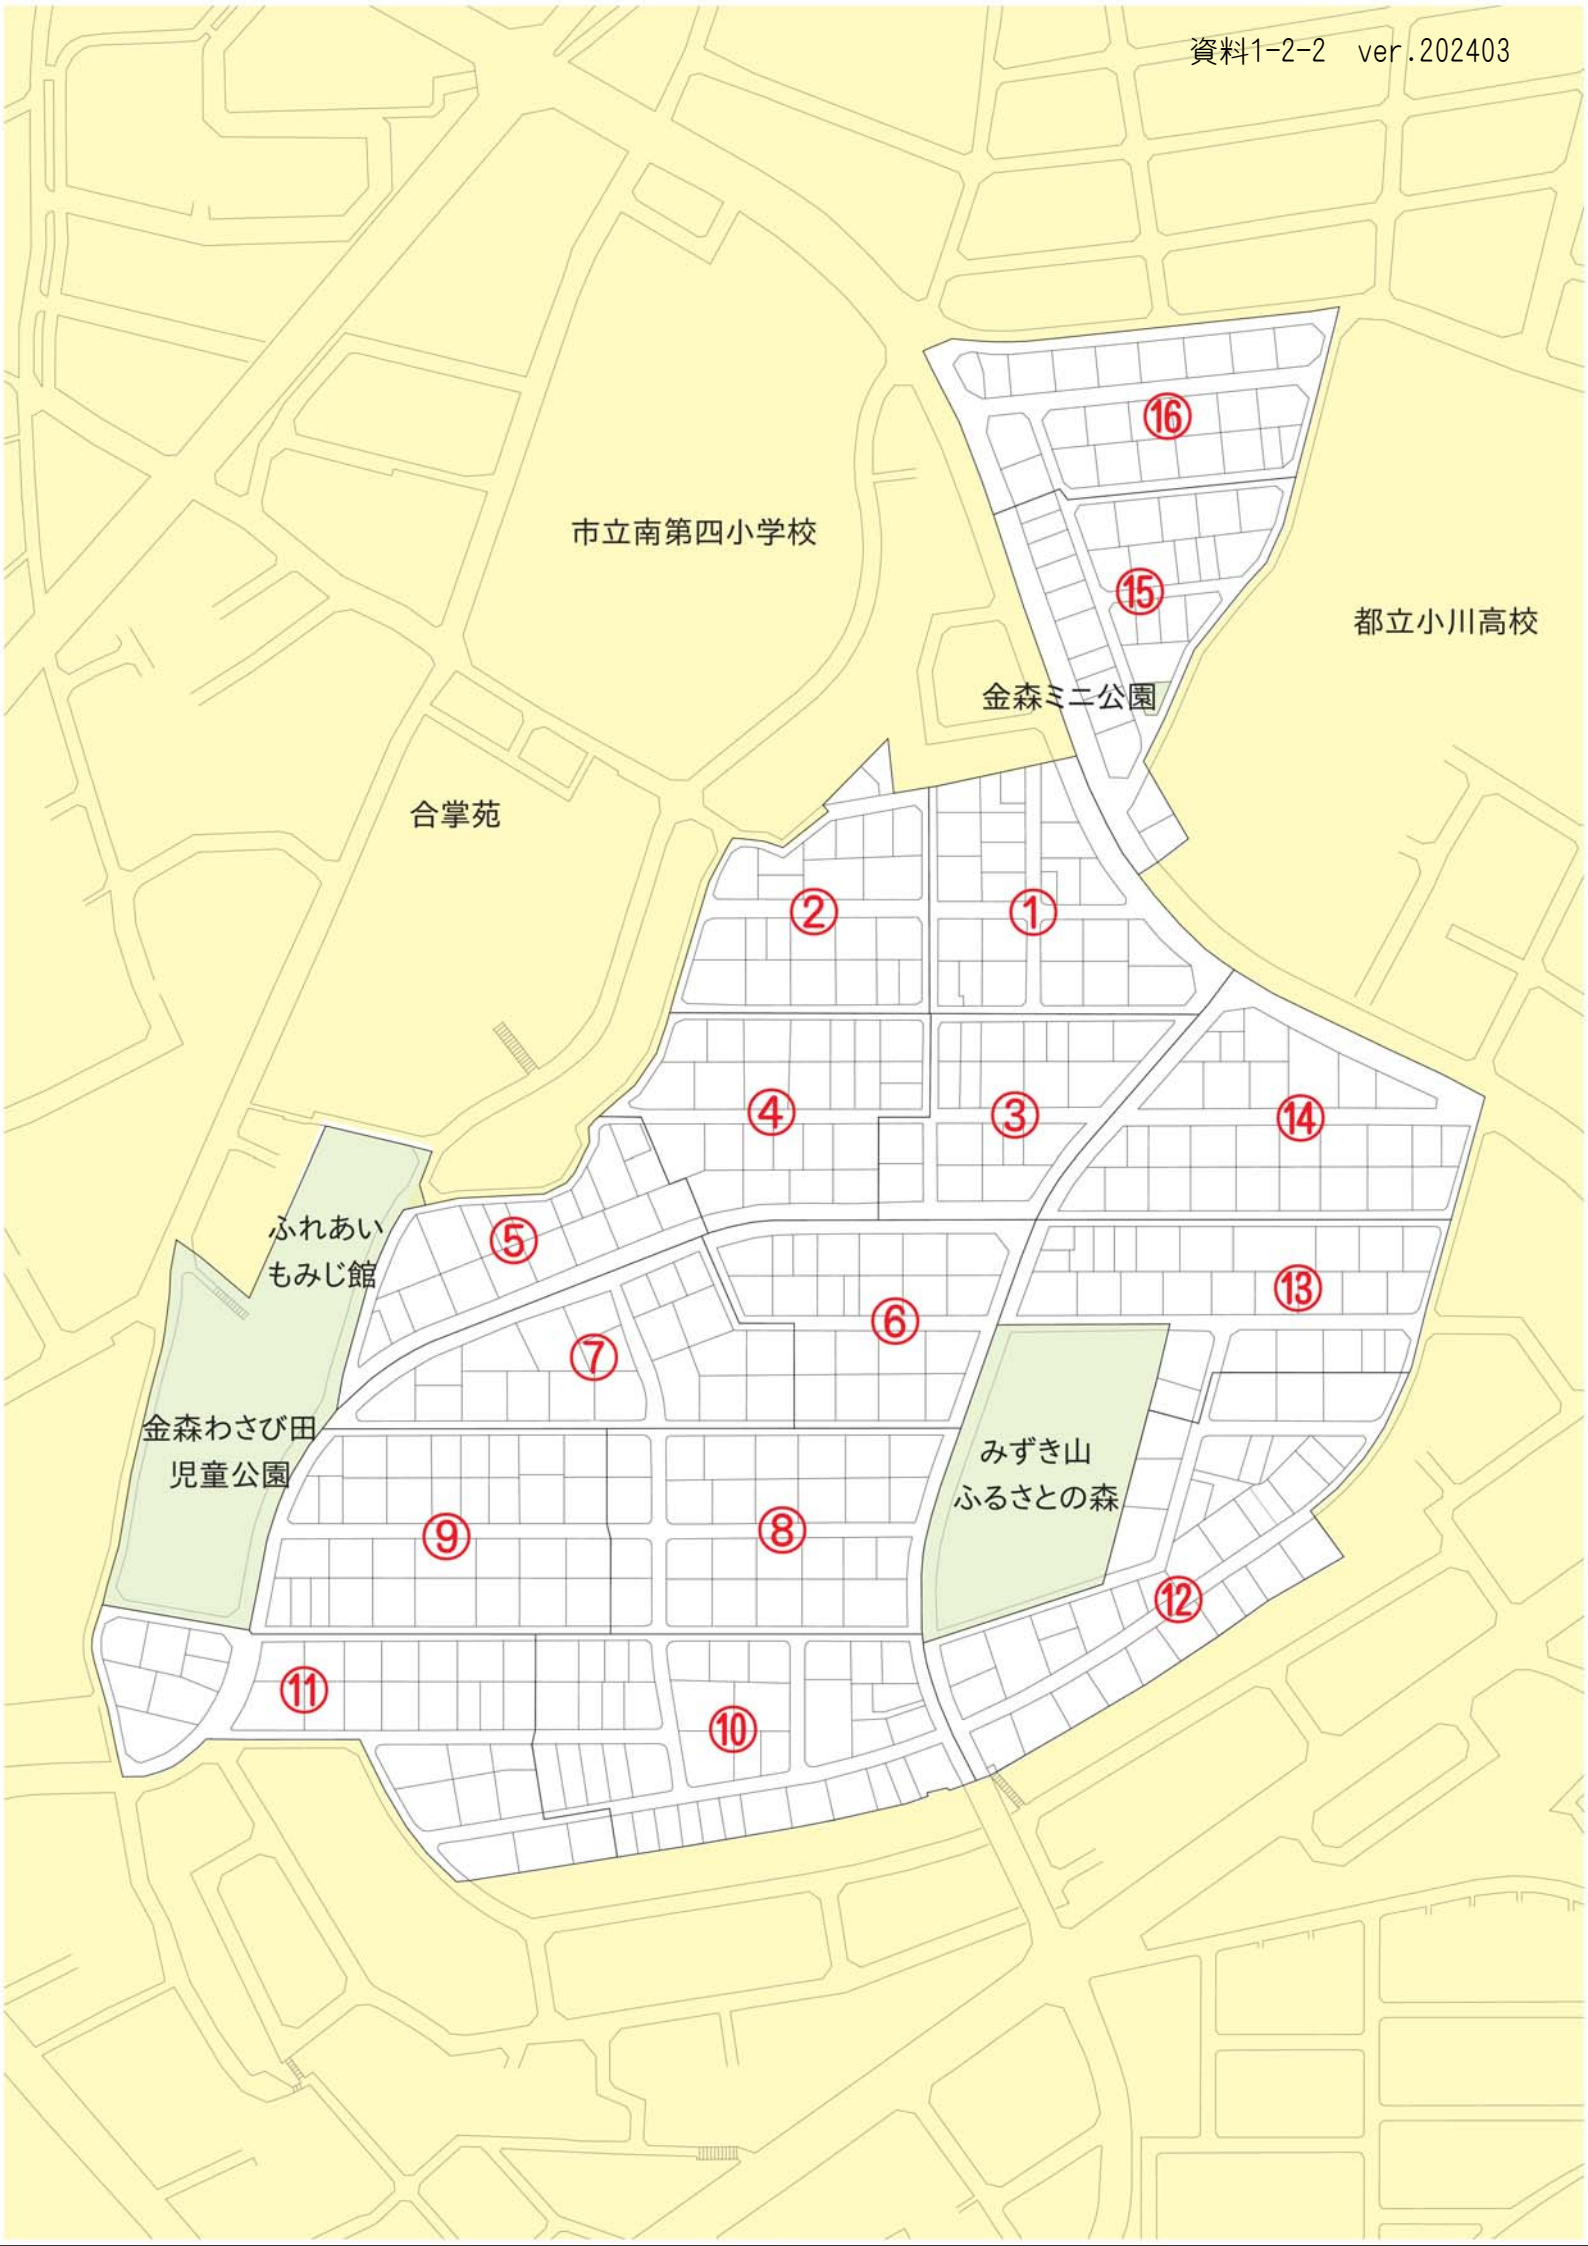 資料1-2-2　ver.202403
⑯
市立南第四小学校
⑮
都立小川高校
金森ミニ公園
合掌苑
②
①
④
③
⑭
ふれあい
もみじ館
⑤
⑥
⑬
⑦
金森わさび田
児童公園
みずき山
ふるさとの森
⑨
⑧
⑫
⑪
⑩